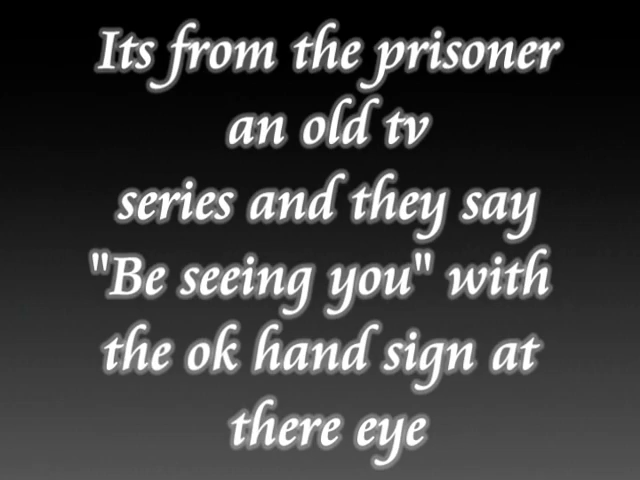 Its from the prisoner
an old tv
series and they say
"Be seeing you" with
the ok hand sign at
there eye